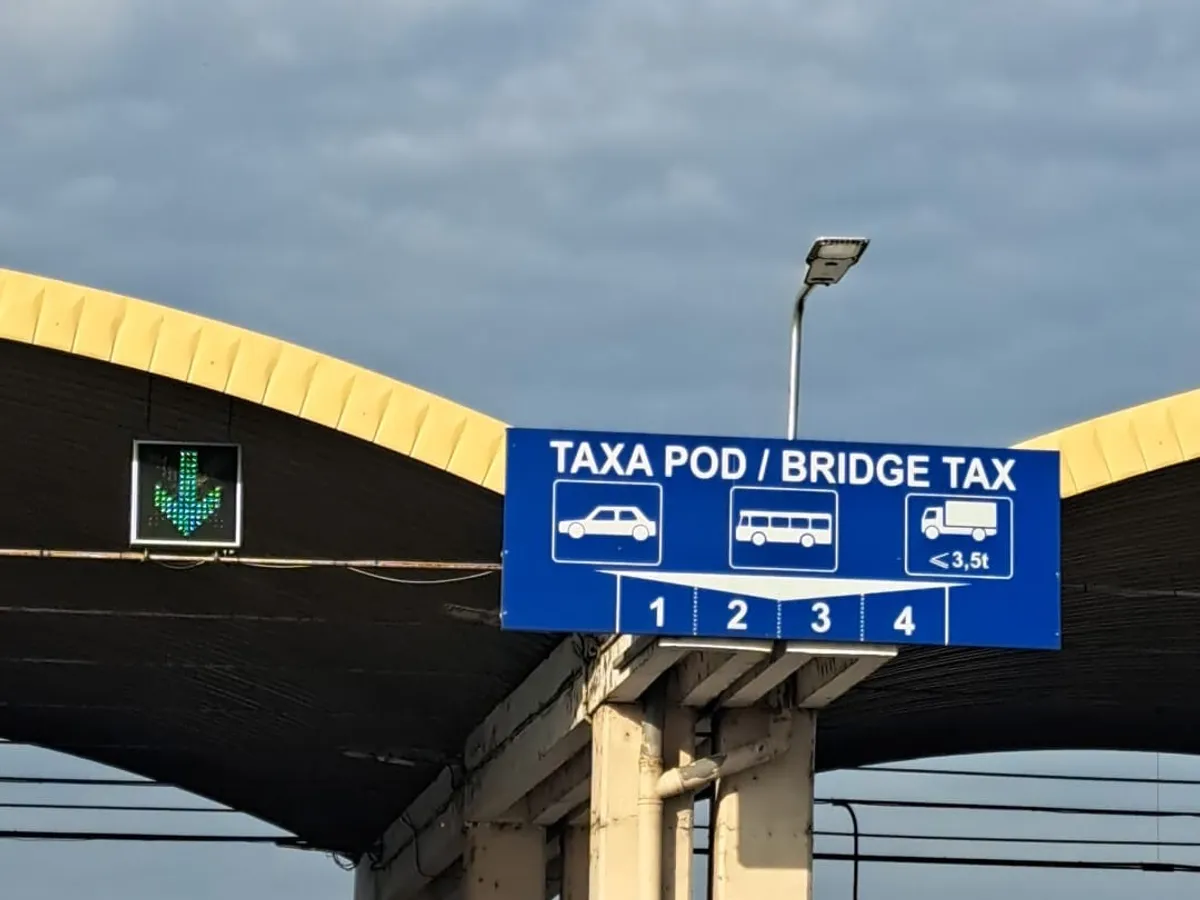 TAXA POD / BRIDGE TAX
⩽ 3,5t
1 2 3 4